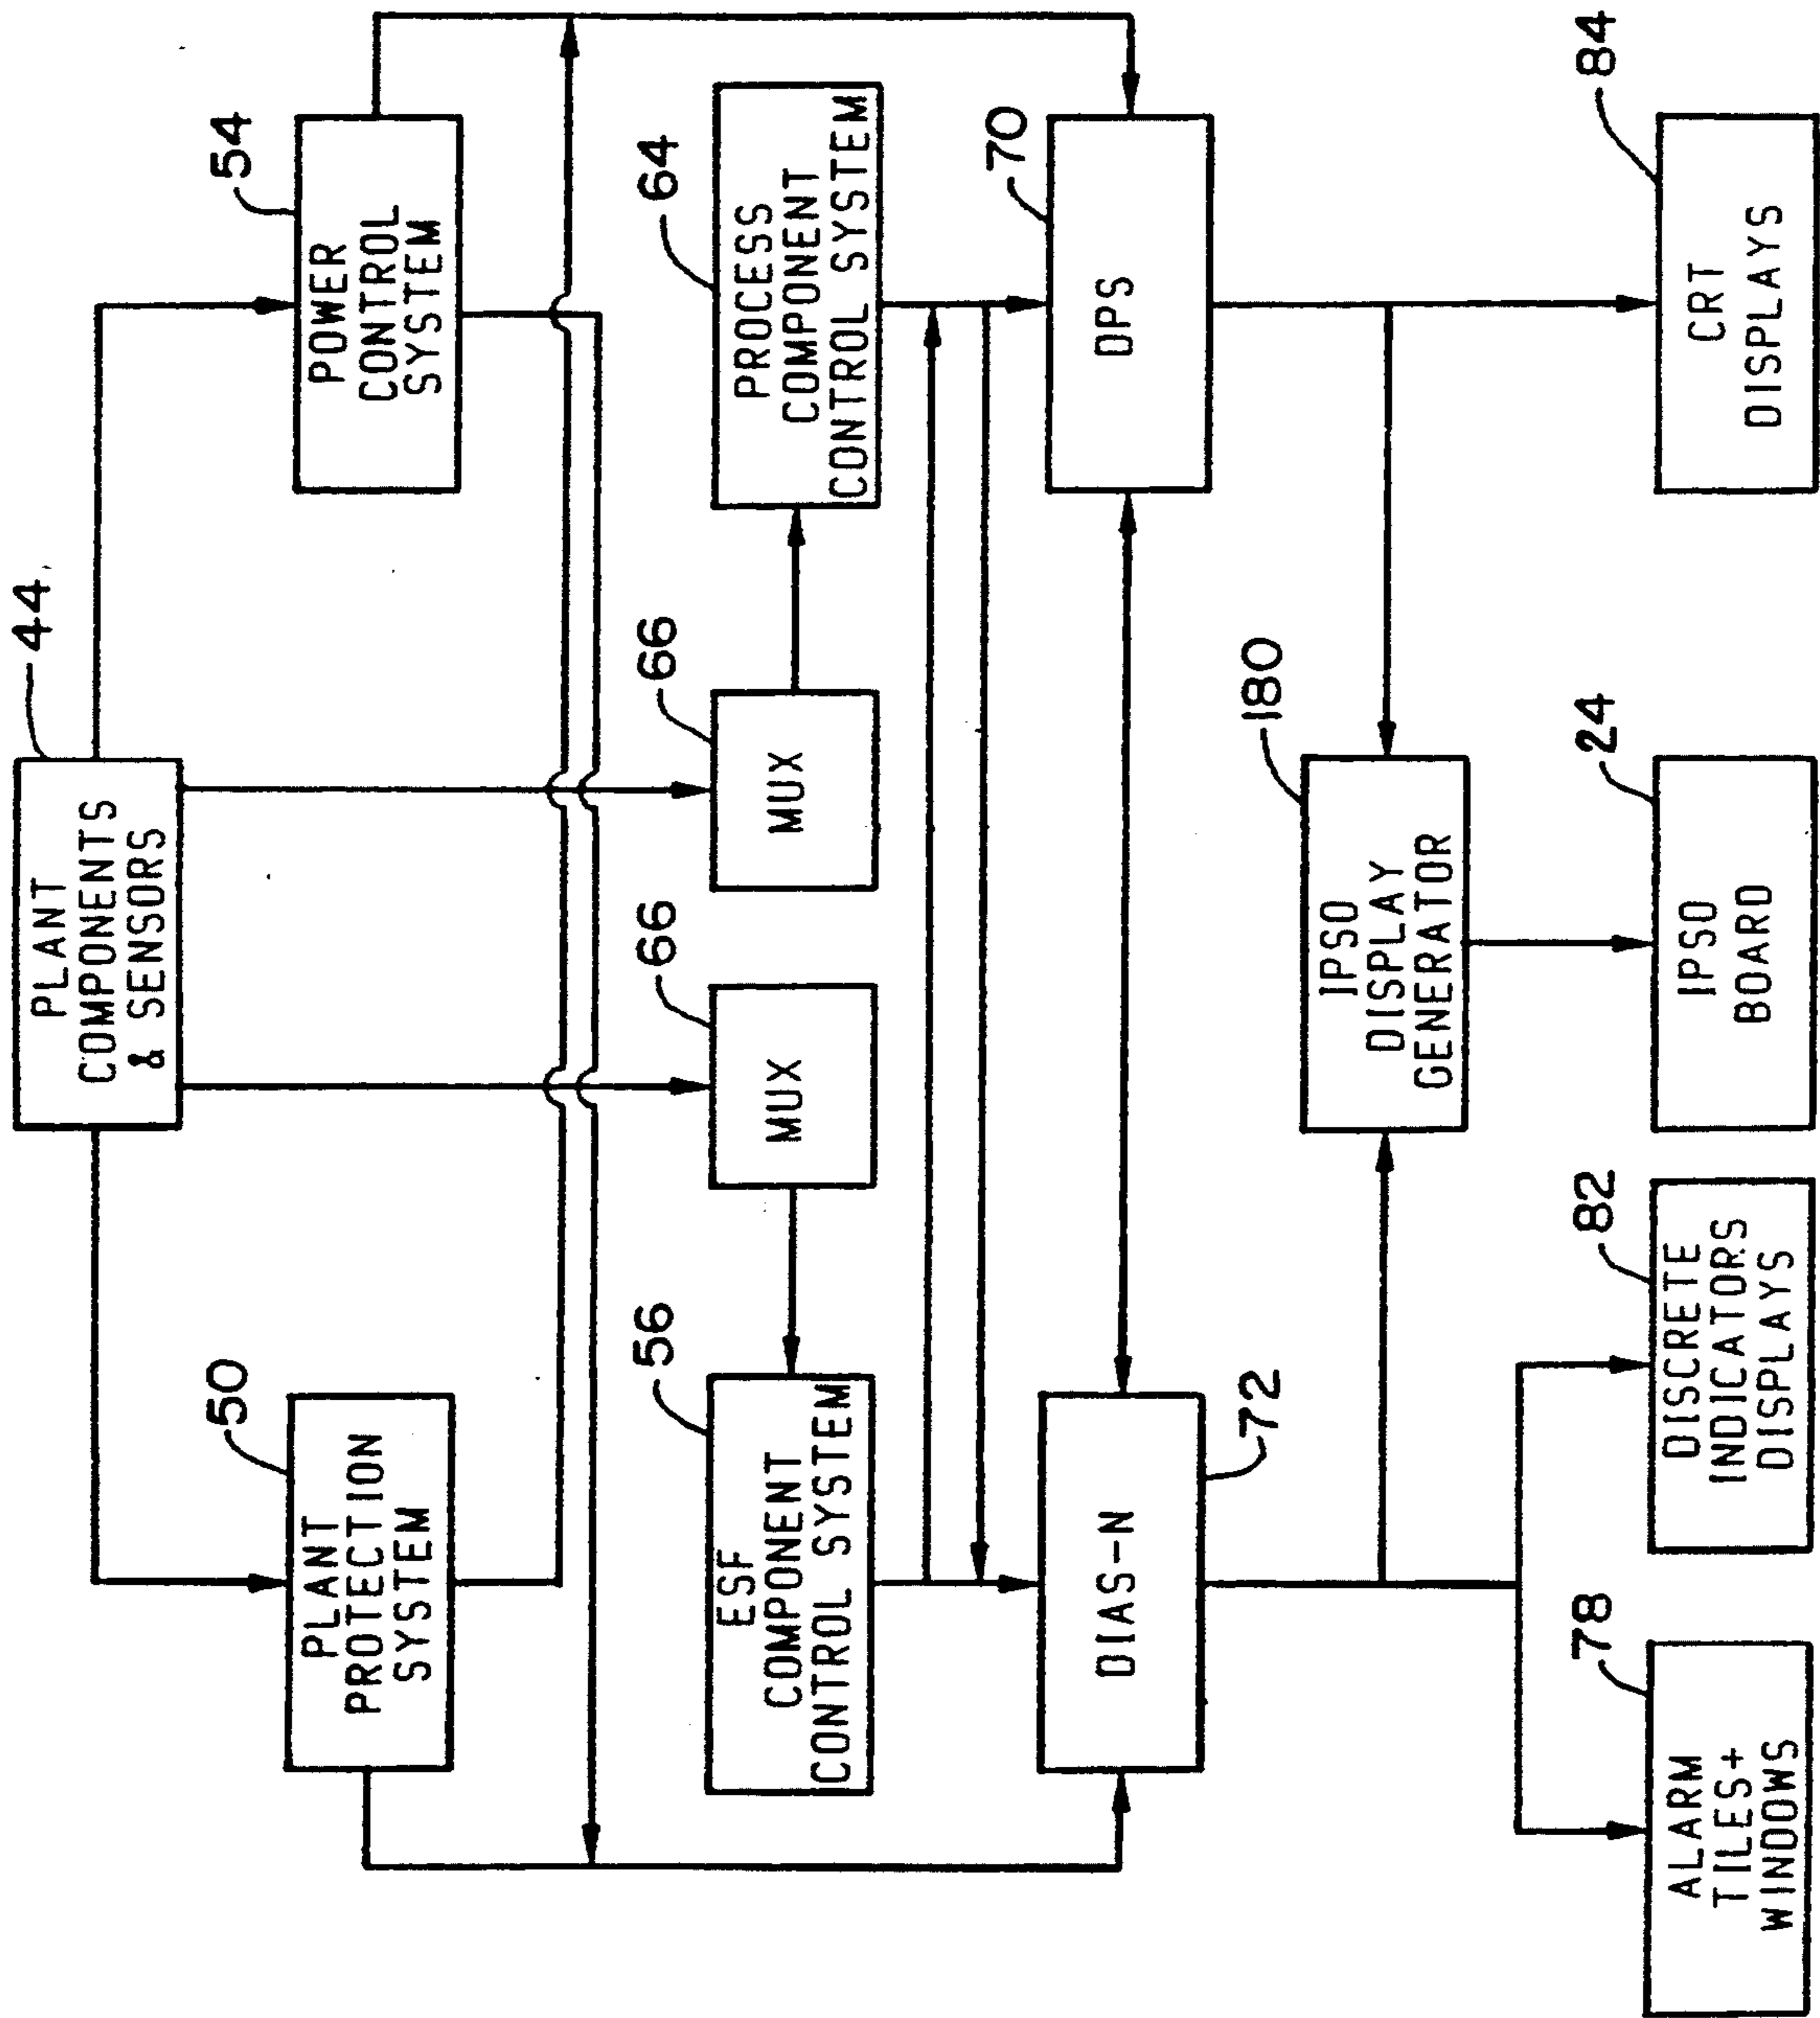 44
PLANT
COMPONENTS
& SENSORS
50
PLANT
PROTECTION
SYSTEM
54
POWER
CONTROL
SYSTEM
56
ESF
COMPONENT
CONTROL SYSTEM
66
MUX
66
MUX
64
PROCESS
COMPONENT
CONTROL SYSTEM
DIAS-N
72
70
DPS
180
IPSO
DISPLAY
GENERATOR
78
ALARM
TILES+
WINDOWS
82
DISCRETE
INDICATORS
DISPLAYS
24
IPSO
BOARD
84
CRT
DISPLAYS